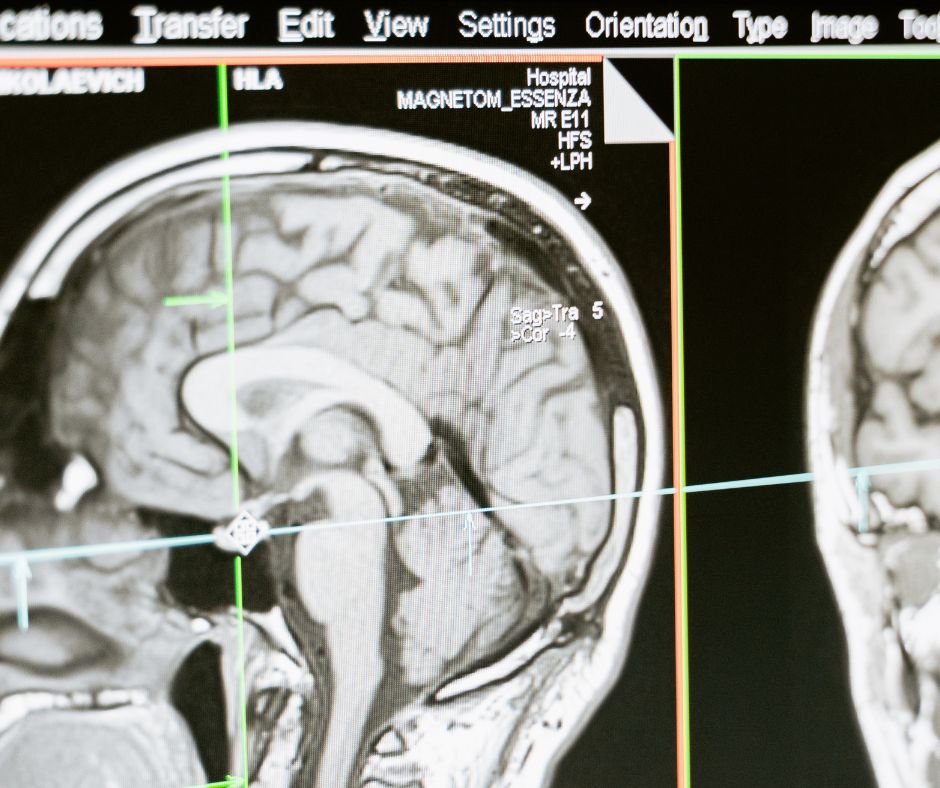 cations Transfer Edit View Settings Orientation Type Image Too
IKOLAEVICH HLA
Hospital
MAGNETOM_ESSENZA
MR E11
HFS
+LPH
Sag>Tra 5
>Cor -4